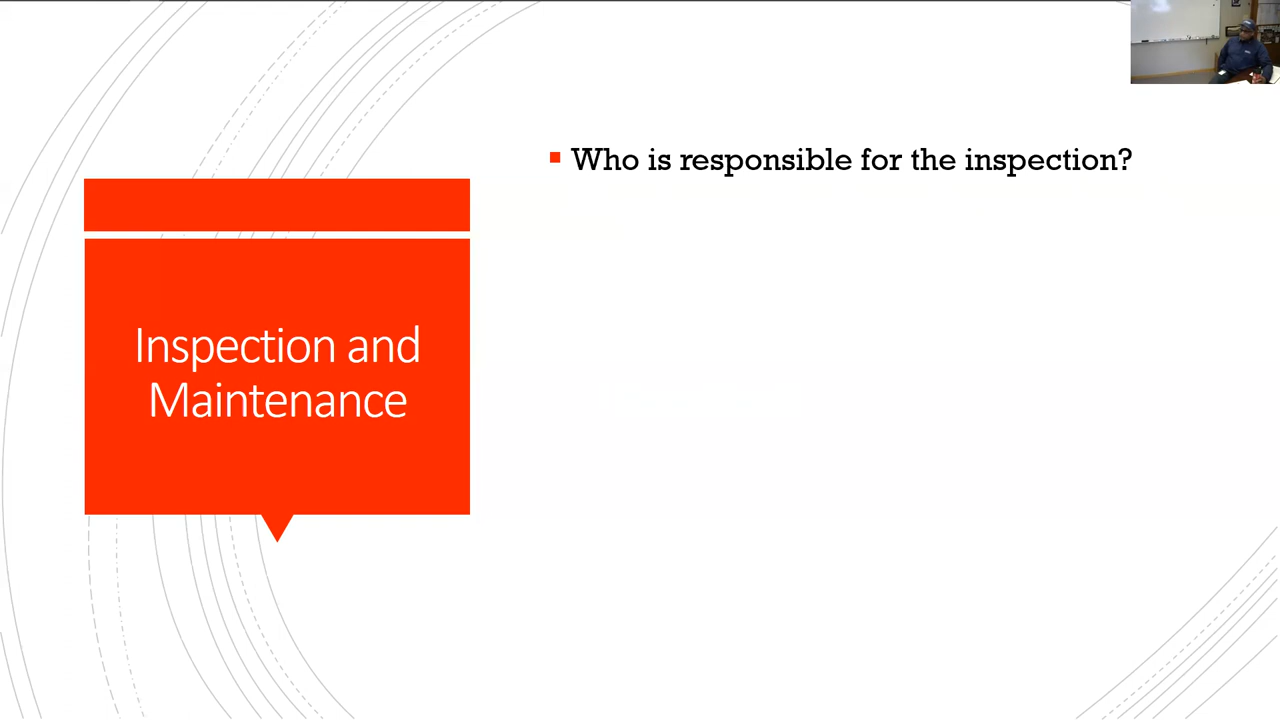 Who is responsible for the inspection?
Inspection and
Maintenance